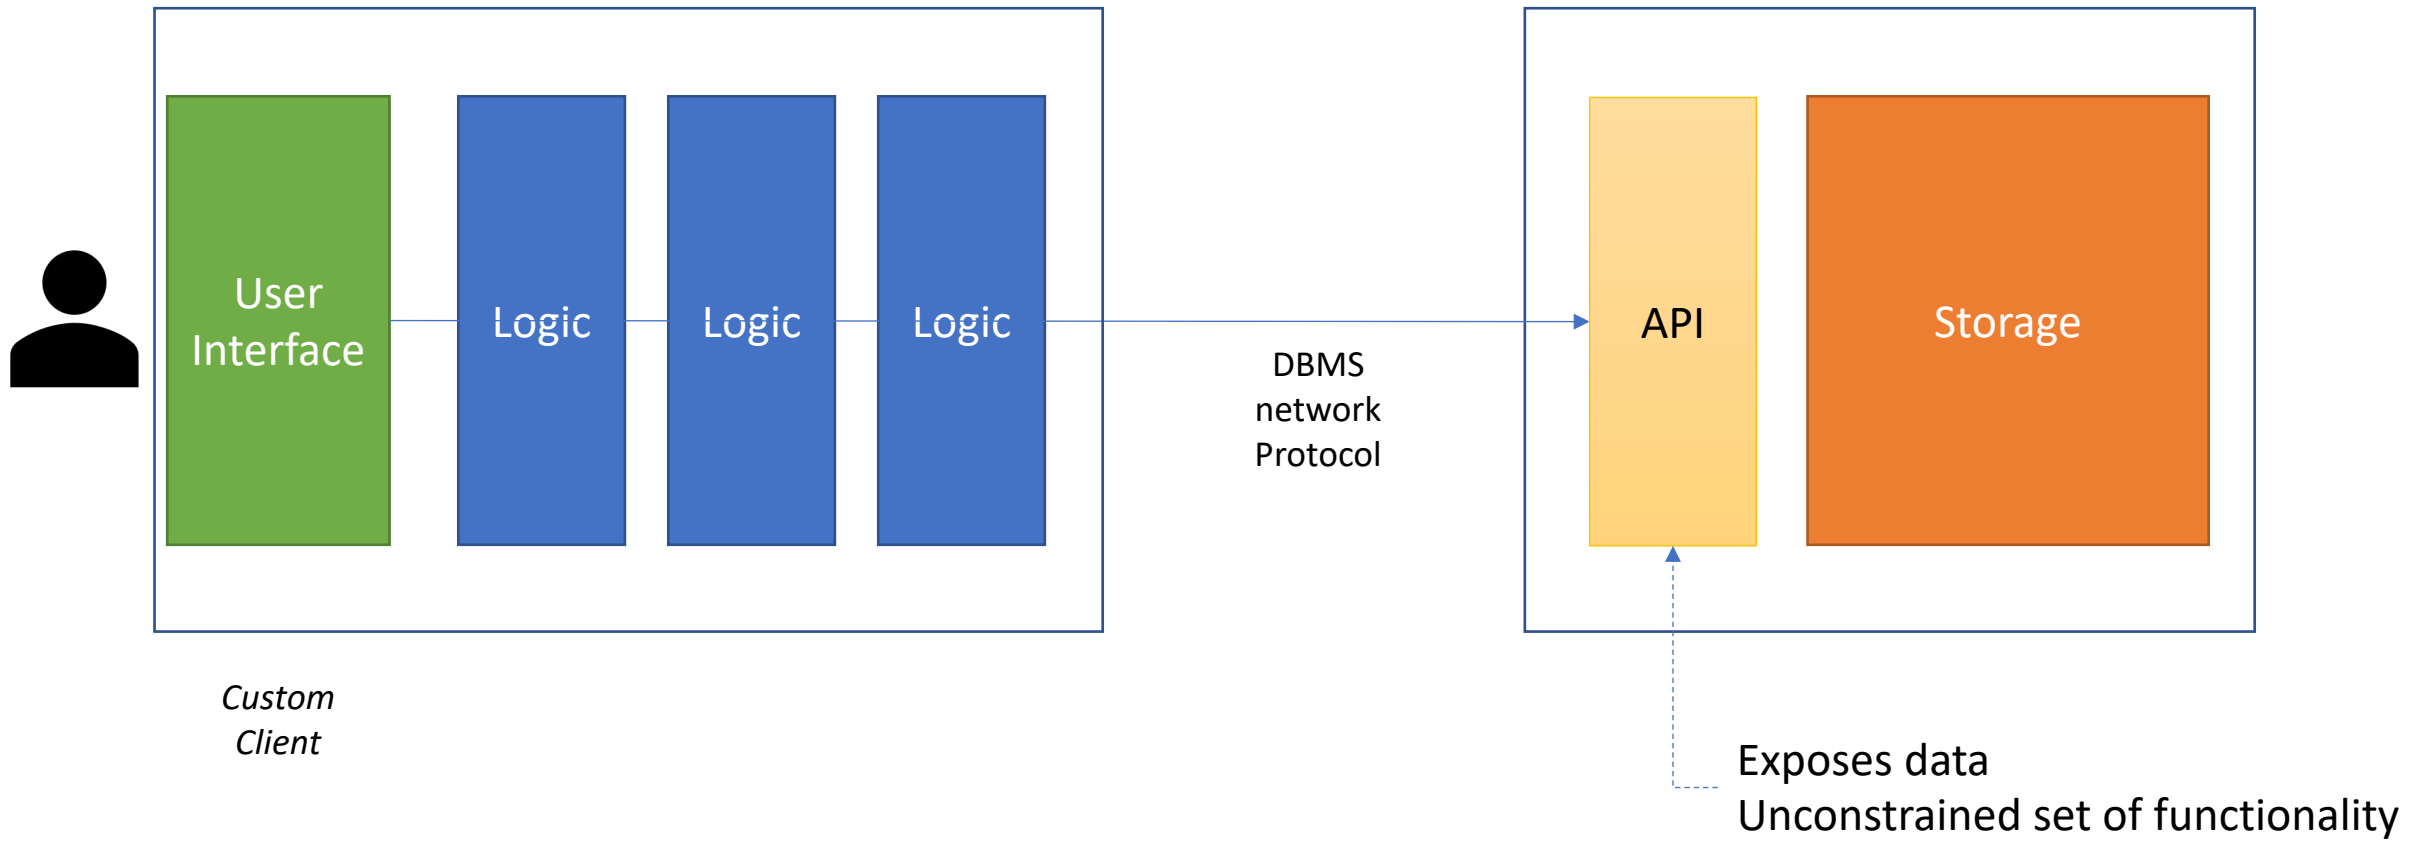 User
Interface
Logic
Logic
Logic
DBMS
network
Protocol
API
Storage
Custom
Client
Exposes data
Unconstrained set of functionality